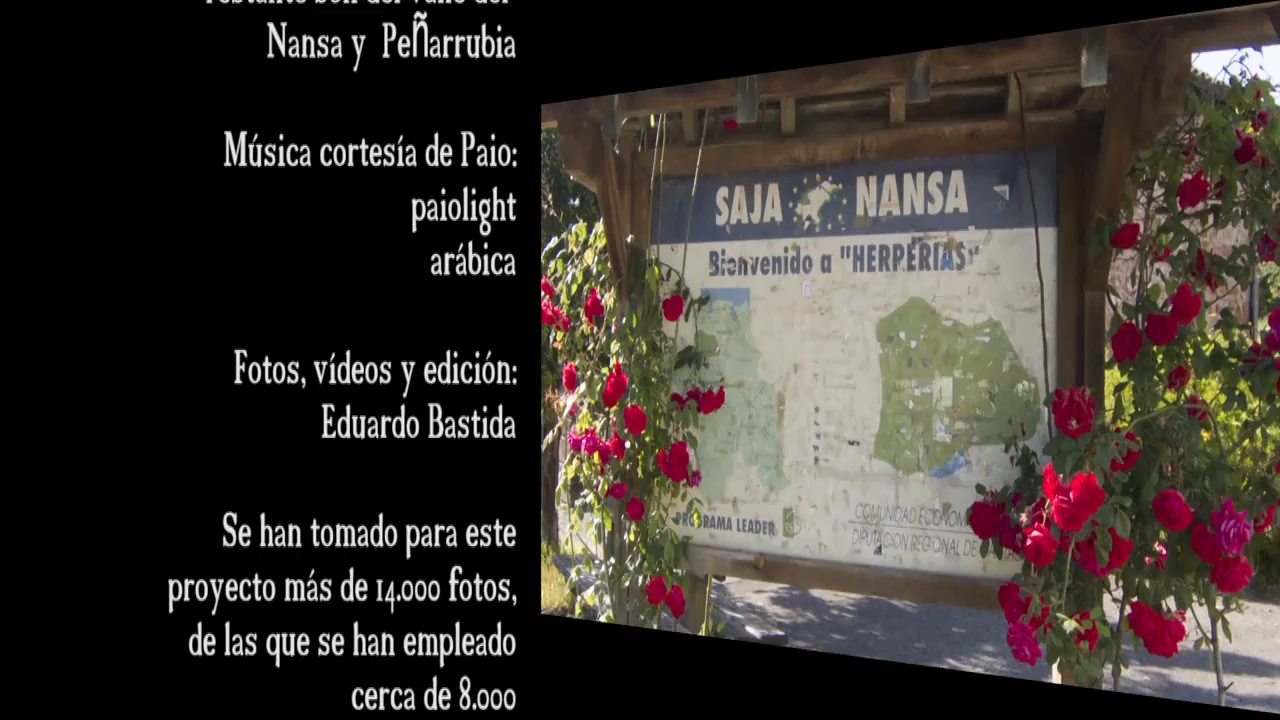 Nansa y Peñarrubia
Música cortesía de Paio:
paiolight
arábica
Fotos, vídeos y edición:
Eduardo Bastida
Se han tomado para este
proyecto más de 14.000 fotos,
de las que se han empleado
cerca de 8.000
SAJA NANSA
Bienvenido a "HERPERIAS"
PROGRAMA LEADER
COMUNIDAD
DIPUTACION REGIONAL DE